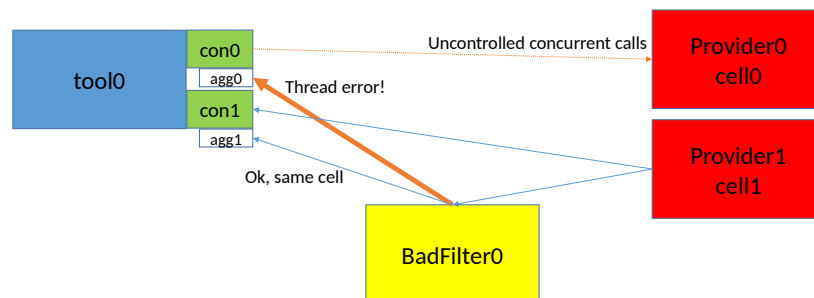 con0
Uncontrolled concurrent calls
Provider0
cell0
tool0
agg0
Thread error!
con1
agg1
Provider1
cell1
Ok, same cell
BadFilter0